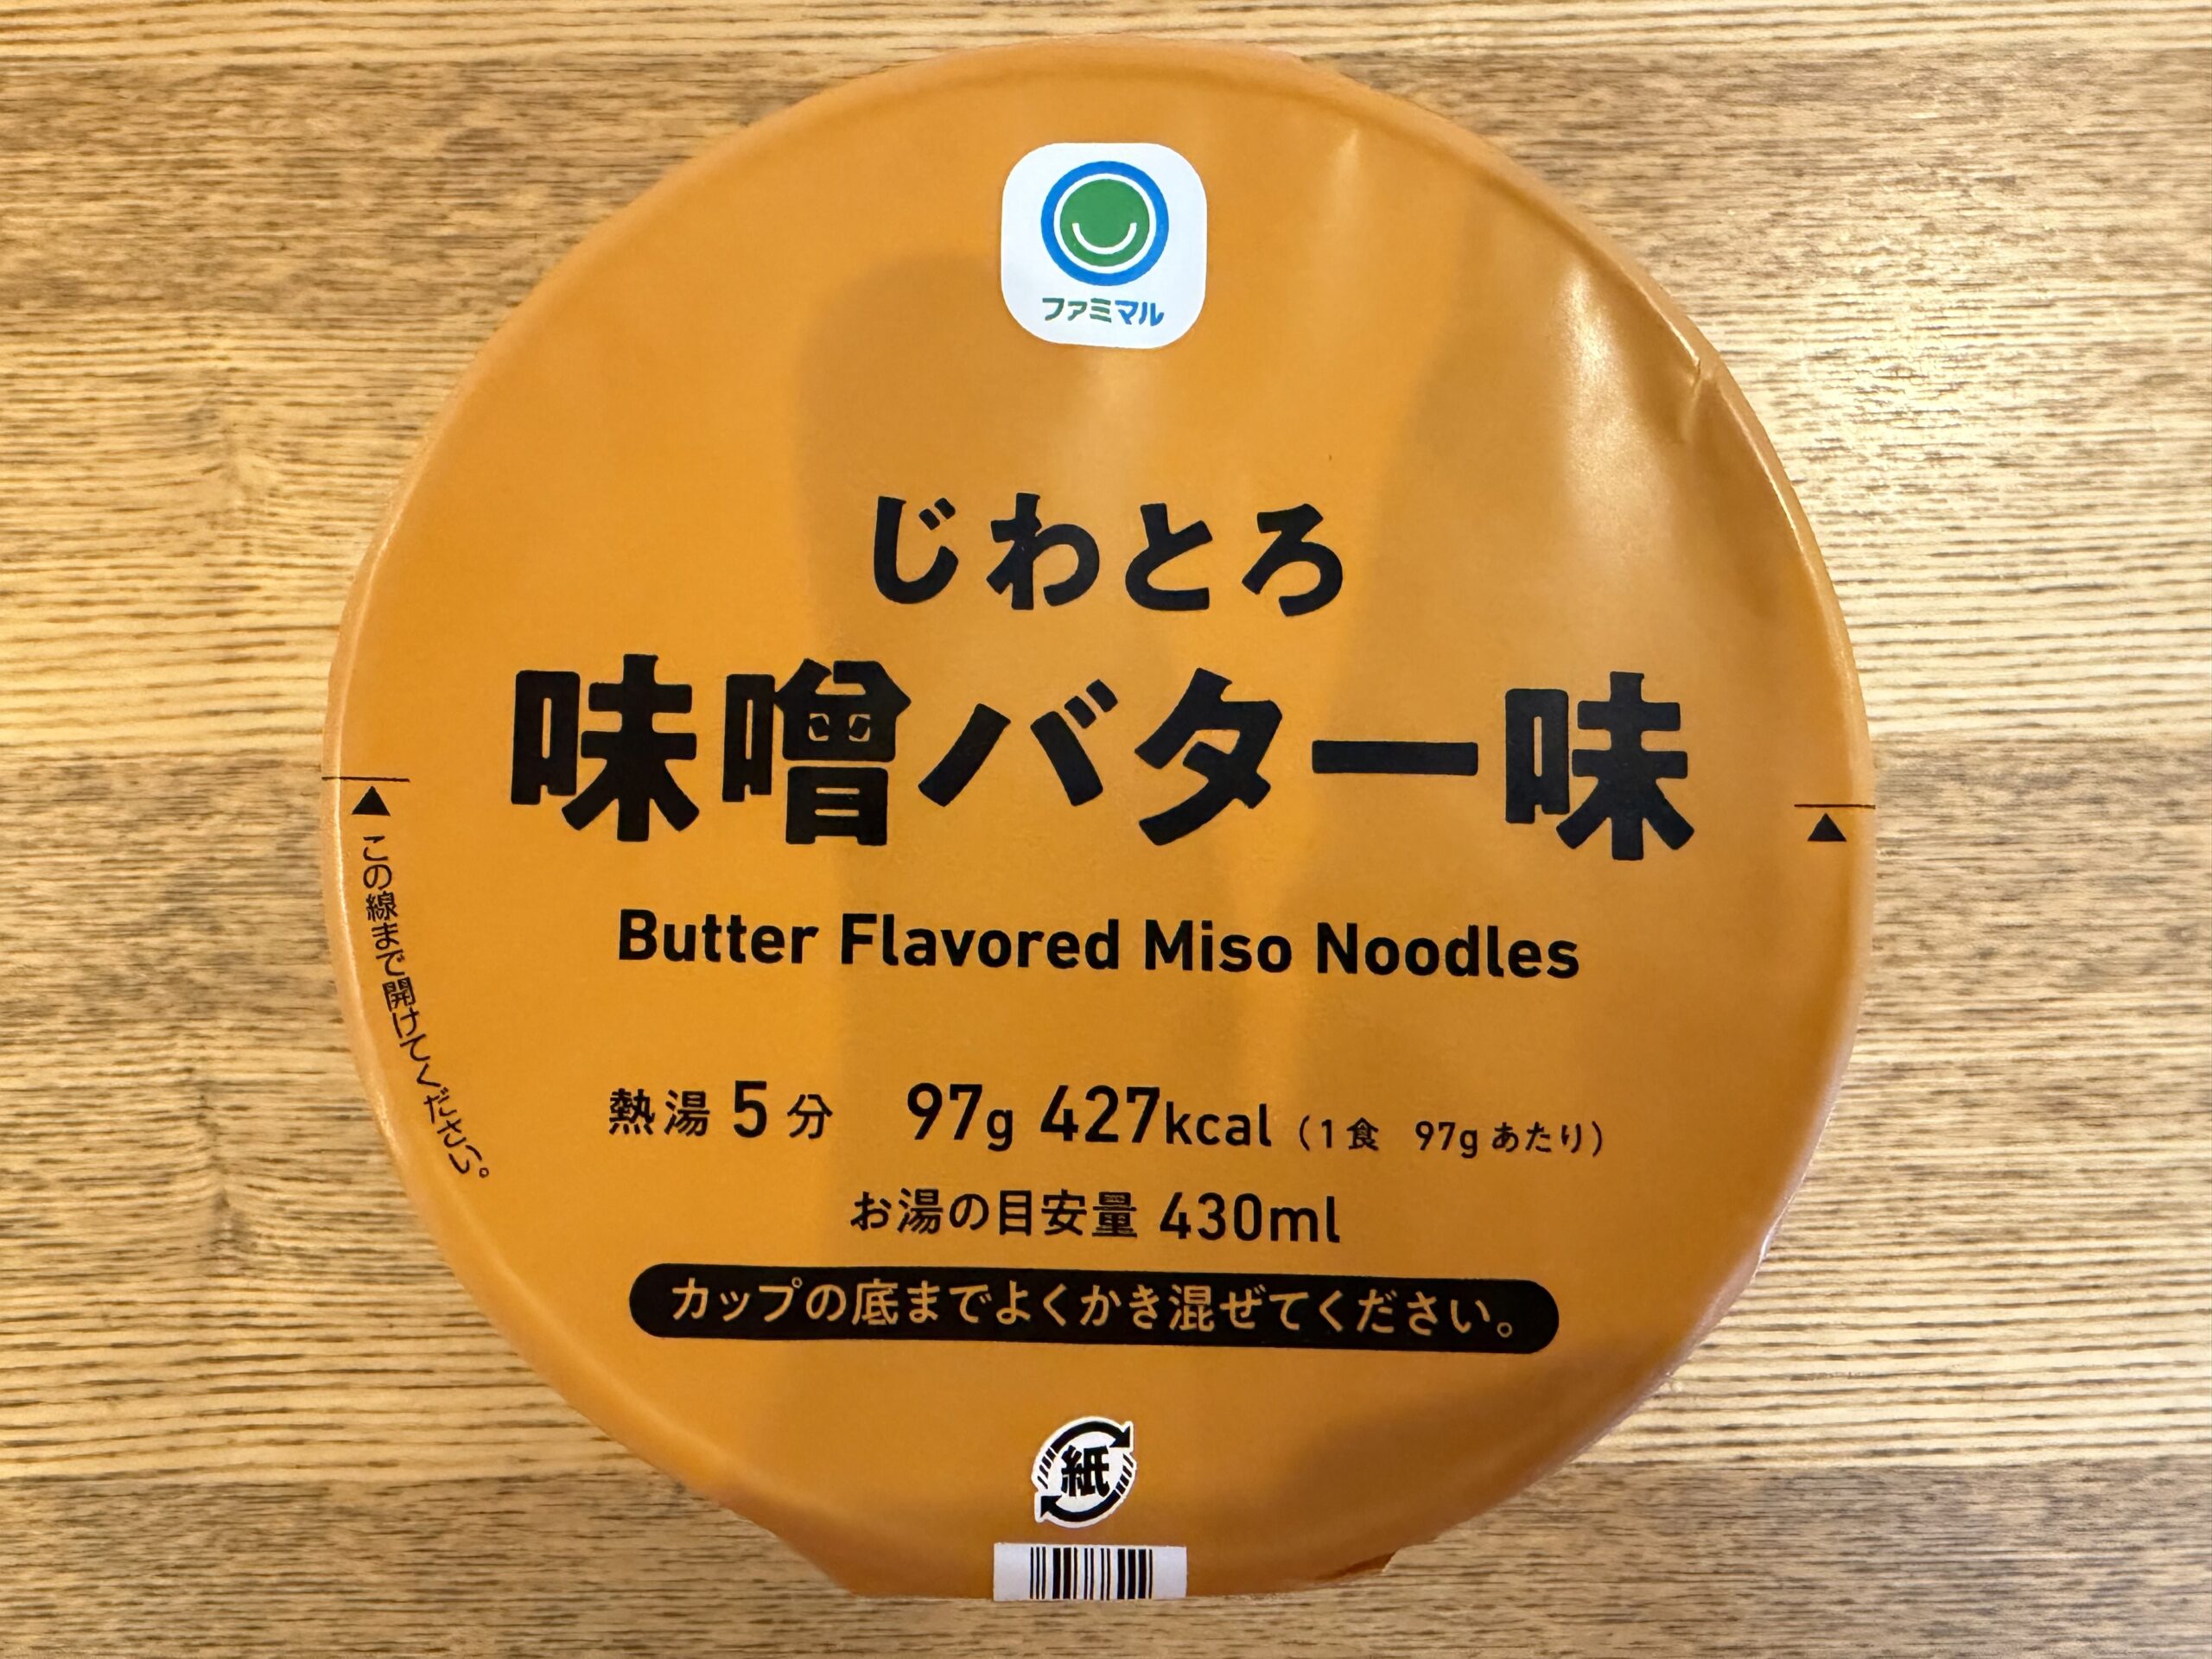 ファミマル
じわとろ
味噌バター味
Butter Flavored Miso Noodles
この線まで開けてください。
熱湯 5 分 97g 427kcal (1食 97gあたり)
お湯の目安量 430ml
カップの底までよくかき混ぜてください。
紙